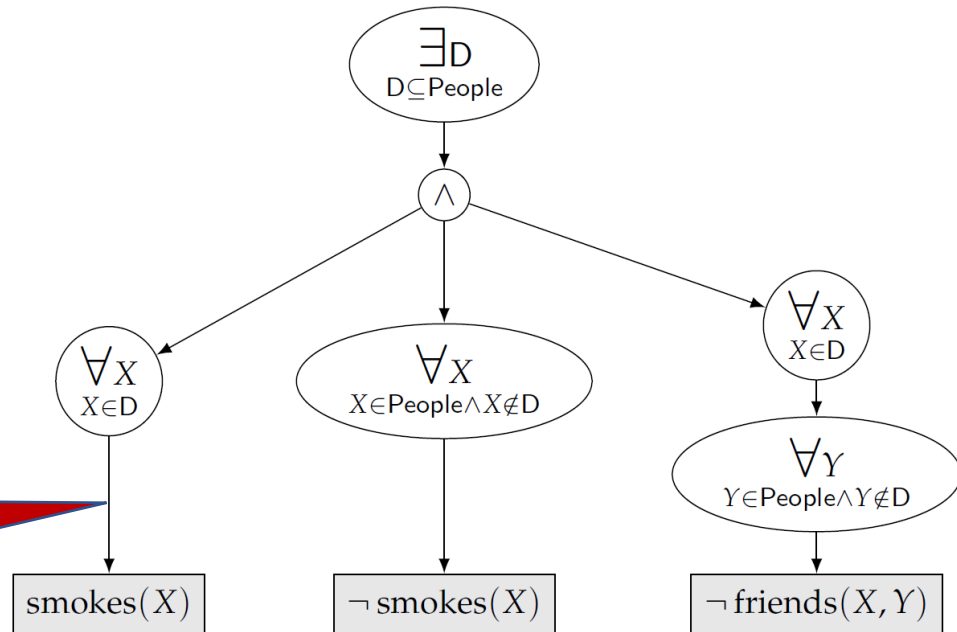 ∃D
D⊆People
∧
∀X
X∈D
∀X
X∈People∧X∉D
∀X
X∈D
∀Y
Y∈People∧Y∉D
smokes(X)
¬ smokes(X)
¬ friends(X, Y)